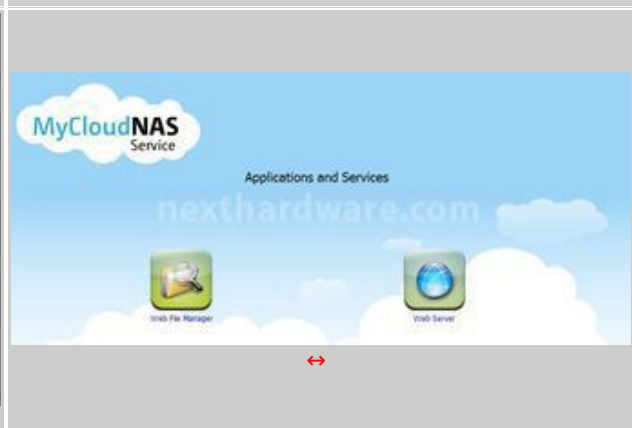 MyCloudNAS
Service
Applications and Services
nexthardware.com
Web File Manager
Web Server